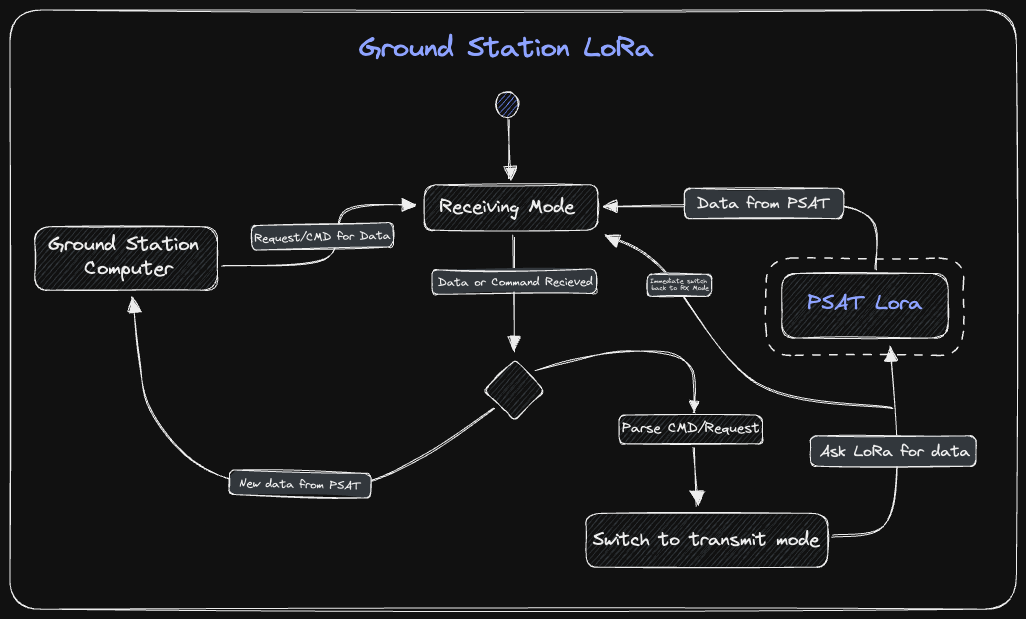 Ground Station LoRa
Receiving Mode
Data from PSAT
Request/CMD for Data
Ground Station
Computer
Data or Command Recieved
Immediate switch
back to RX Mode
PSAT Lora
Parse CMD/Request
Ask LoRa for data
New data from PSAT
Switch to transmit mode